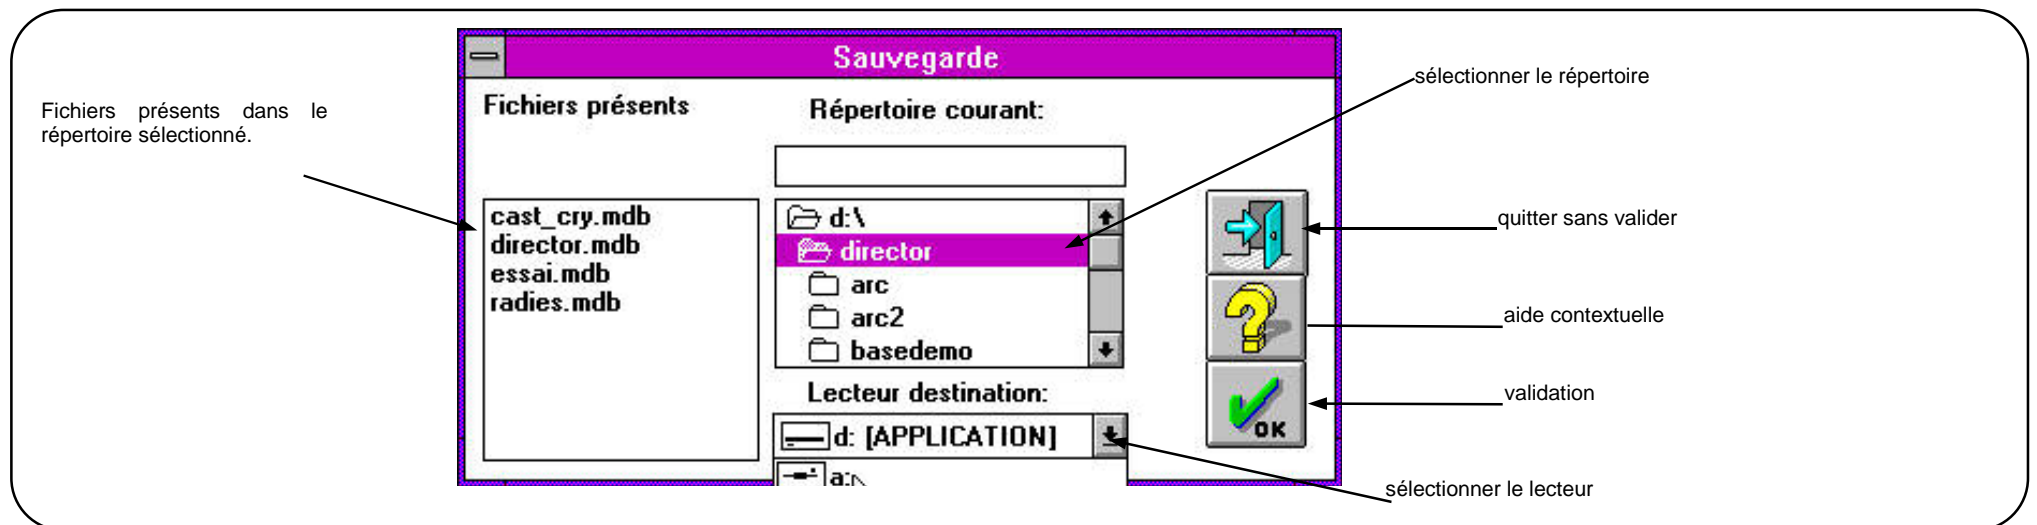 Sauvegarde
sélectionner le répertoire
Fichiers présents dans le
répertoire sélectionné.
Fichiers présents
Répertoire courant:
cast_cry.mdb
director.mdb
essai.mdb
radies.mdb
d:\
director
arc
arc2
basedemo
Lecteur destination:
d: [APPLICATION]
a:
quitter sans valider
aide contextuelle
validation
OK
sélectionner le lecteur